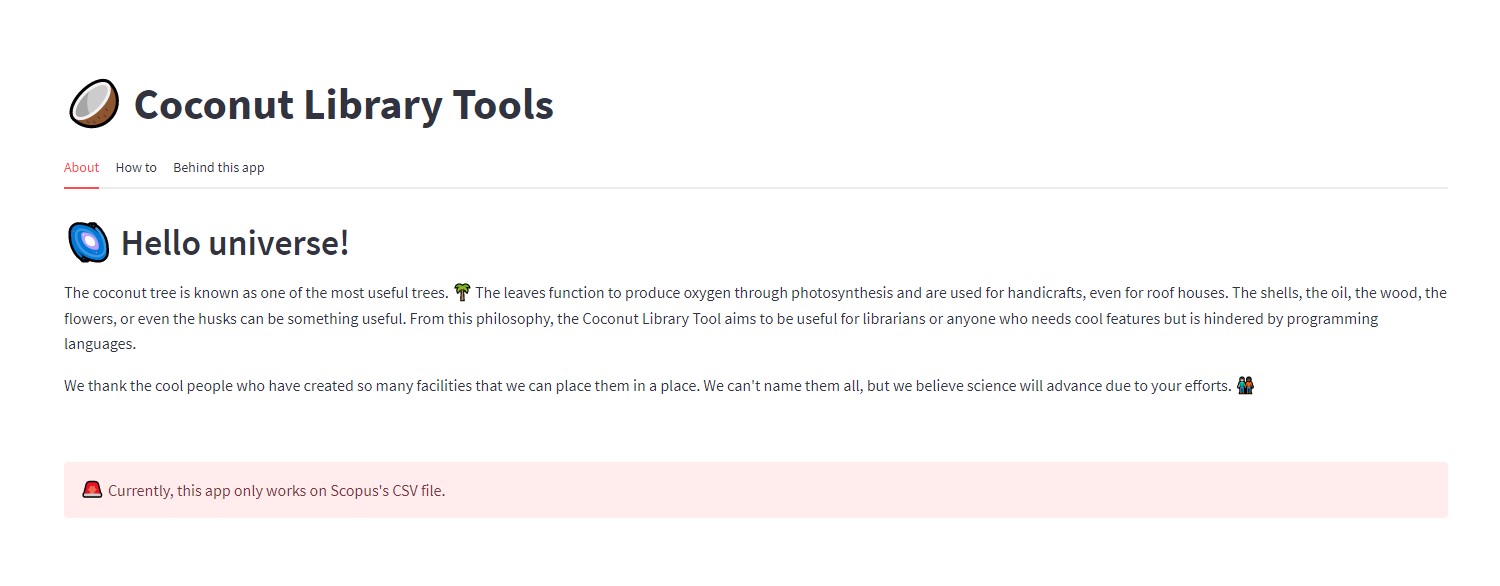 Coconut Library Tools
About How to Behind this app
Hello universe!
The coconut tree is known as one of the most useful trees. 🌴 The leaves function to produce oxygen through photosynthesis and are used for handicrafts, even for roof houses. The shells, the oil, the wood, the
flowers, or even the husks can be something useful. From this philosophy, the Coconut Library Tool aims to be useful for librarians or anyone who needs cool features but is hindered by programming
languages.
We thank the cool people who have created so many facilities that we can place them in a place. We can't name them all, but we believe science will advance due to your efforts.
Currently, this app only works on Scopus's CSV file.